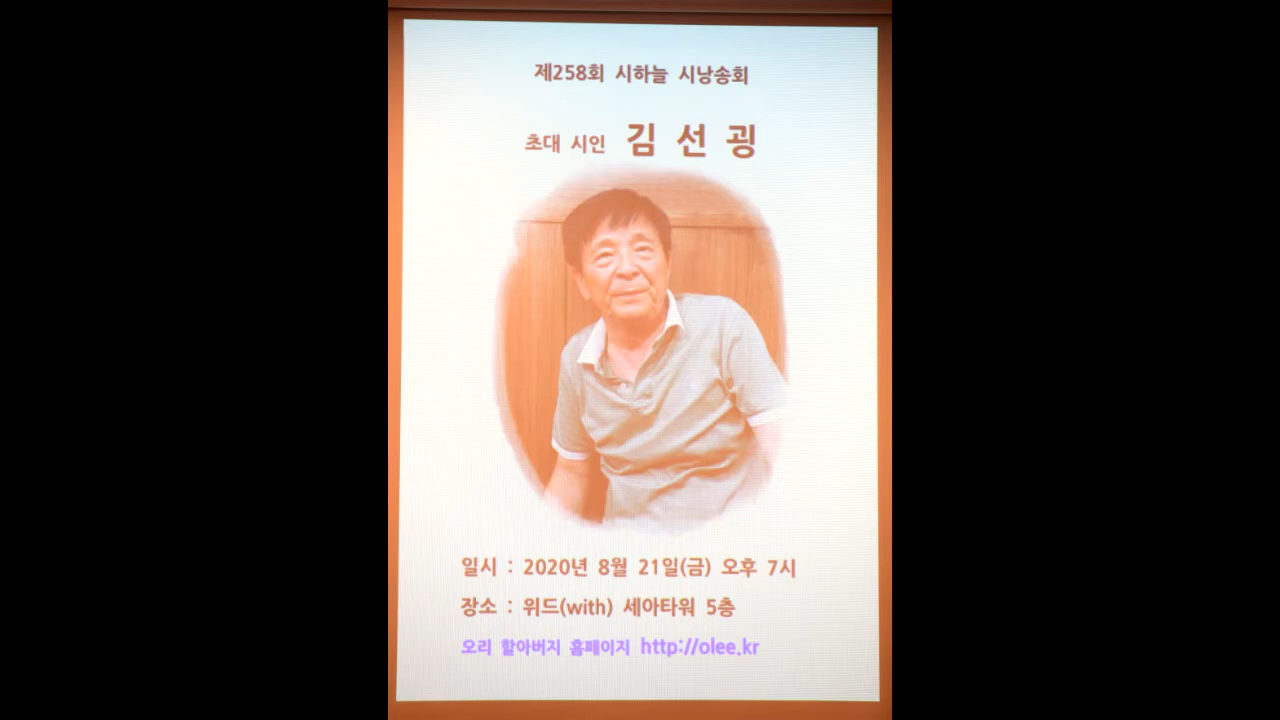 제258회 시하늘 시낭송회
초대 시인 김 선 굉
일시 : 2020년 8월 21일(금) 오후 7시
장소 : 위드(with) 세아타워 5층
오리 할아버지 홈페이지 http://olee.kr